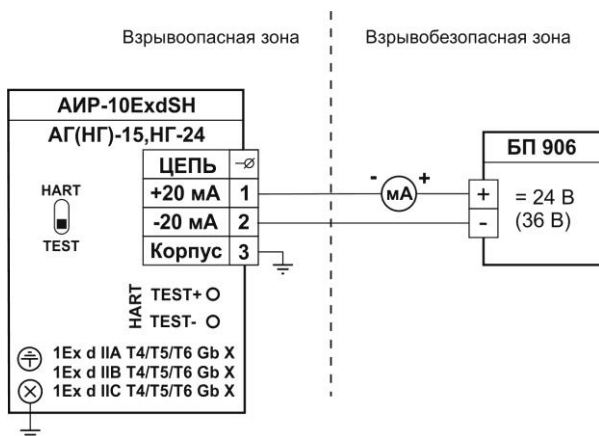 Взрывоопасная зона
Взрывобезопасная зона
АИР-10ExdSH
АГ(НГ)-15,НГ-24
ЦЕПЬ
+20 мА 1
-20 мА 2
Корпус 3
HART
TEST
HART
TEST+
TEST-
1Ex d IIA T4/T5/T6 Gb X
1Ex d IIB T4/T5/T6 Gb X
1Ex d IIC T4/T5/T6 Gb X
- мА +
БП 906
+ = 24 В
- (36 В)